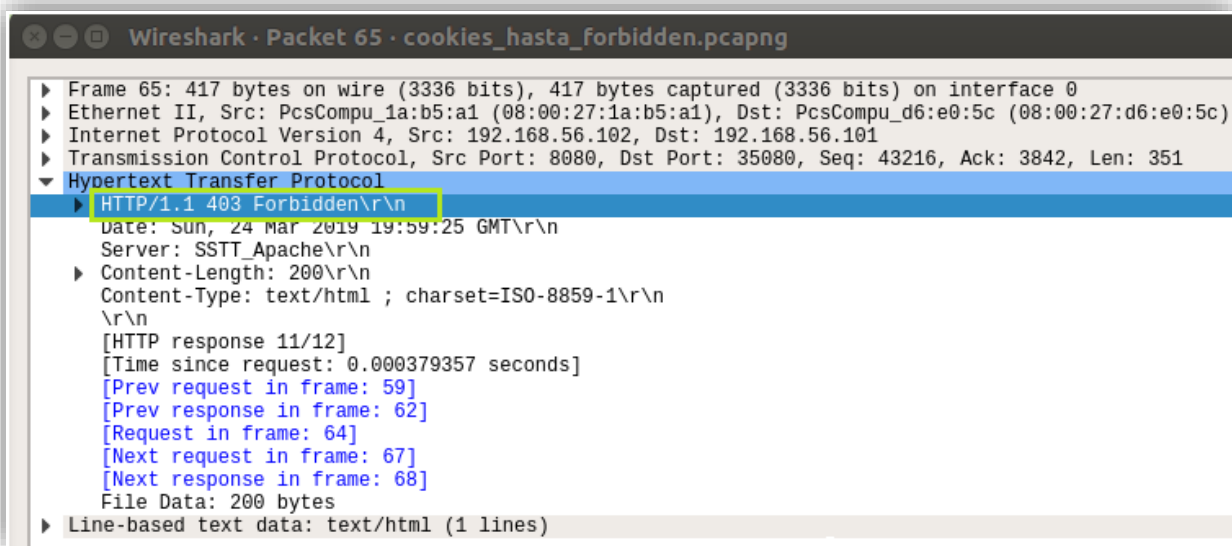 Wireshark · Packet 65 · cookies_hasta_forbidden.pcapng
Frame 65: 417 bytes on wire (3336 bits), 417 bytes captured (3336 bits) on interface 0
Ethernet II, Src: PcsCompu_1a:b5:a1 (08:00:27:1a:b5:a1), Dst: PcsCompu_d6:e0:5c (08:00:27:d6:e0:5c)
Internet Protocol Version 4, Src: 192.168.56.102, Dst: 192.168.56.101
Transmission Control Protocol, Src Port: 8080, Dst Port: 35080, Seq: 43216, Ack: 3842, Len: 351
Hypertext Transfer Protocol
HTTP/1.1 403 Forbidden\r\n
Date: Sun, 24 Mar 2019 19:59:25 GMT\r\n
Server: SSTT_Apache\r\n
Content-Length: 200\r\n
Content-Type: text/html ; charset=ISO-8859-1\r\n
\r\n
[HTTP response 11/12]
[Time since request: 0.000379357 seconds]
[Prev request in frame: 59]
[Prev response in frame: 62]
[Request in frame: 64]
[Next request in frame: 67]
[Next response in frame: 68]
File Data: 200 bytes
Line-based text data: text/html (1 lines)